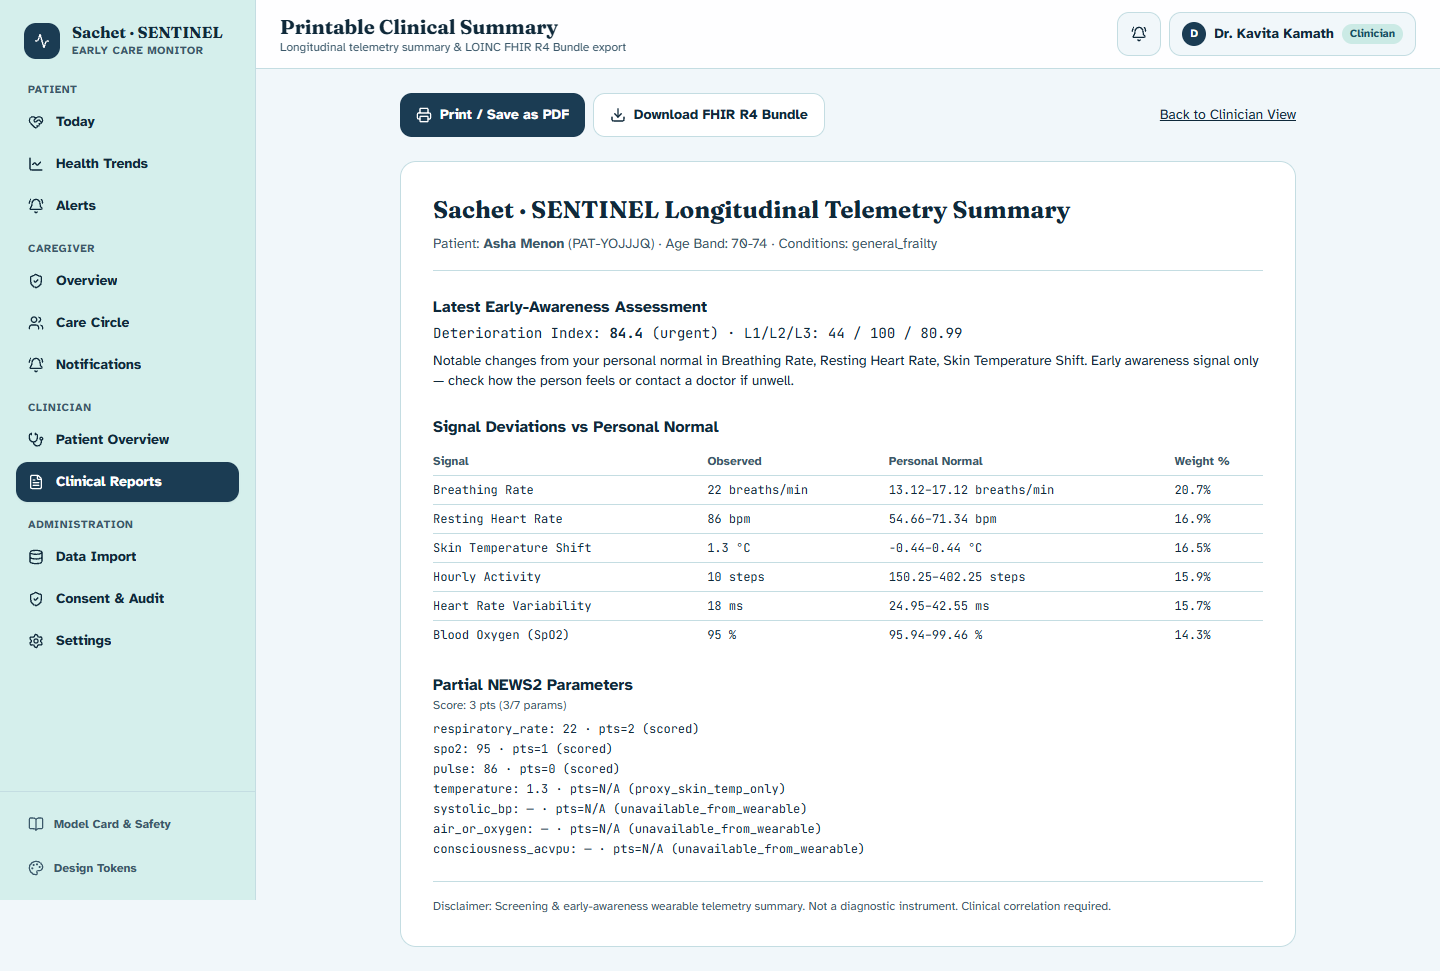 Sachet · SENTINEL
EARLY CARE MONITOR
PATIENT
Today
Health Trends
Alerts
CAREGIVER
Overview
Care Circle
Notifications
CLINICIAN
Patient Overview
Clinical Reports
ADMINISTRATION
Data Import
Consent & Audit
Settings
Model Card & Safety
Design Tokens
Printable Clinical Summary
Longitudinal telemetry summary & LOINC FHIR R4 Bundle export
D Dr. Kavita Kamath Clinician
Print / Save as PDF Download FHIR R4 Bundle Back to Clinician View
Sachet · SENTINEL Longitudinal Telemetry Summary
Patient: Asha Menon (PAT-YOJJJQ) · Age Band: 70-74 · Conditions: general_frailty
Latest Early-Awareness Assessment
Deterioration Index: 84.4 (urgent) · L1/L2/L3: 44 / 100 / 80.99
Notable changes from your personal normal in Breathing Rate, Resting Heart Rate, Skin Temperature Shift. Early awareness signal only
— check how the person feels or contact a doctor if unwell.
Signal Deviations vs Personal Normal
Signal Observed Personal Normal Weight %
Breathing Rate 22 breaths/min 13.12–17.12 breaths/min 20.7%
Resting Heart Rate 86 bpm 54.66–71.34 bpm 16.9%
Skin Temperature Shift 1.3 °C -0.44–0.44 °C 16.5%
Hourly Activity 10 steps 150.25–402.25 steps 15.9%
Heart Rate Variability 18 ms 24.95–42.55 ms 15.7%
Blood Oxygen (SpO2) 95 % 95.94–99.46 % 14.3%
Partial NEWS2 Parameters
Score: 3 pts (3/7 params)
respiratory_rate: 22 · pts=2 (scored)
spo2: 95 · pts=1 (scored)
pulse: 86 · pts=0 (scored)
temperature: 1.3 · pts=N/A (proxy_skin_temp_only)
systolic_bp: — · pts=N/A (unavailable_from_wearable)
air_or_oxygen: — · pts=N/A (unavailable_from_wearable)
consciousness_acvpu: — · pts=N/A (unavailable_from_wearable)
Disclaimer: Screening & early-awareness wearable telemetry summary. Not a diagnostic instrument. Clinical correlation required.